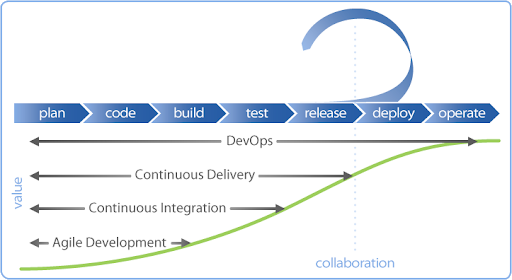 plan code build test release deploy operate
DevOps
Continuous Delivery
Continuous Integration
Agile Development
value
collaboration